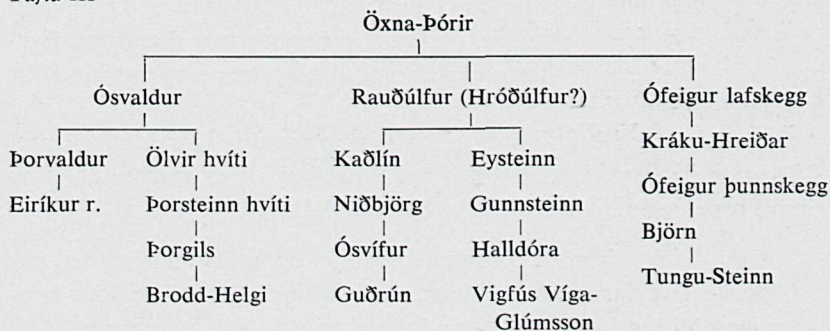 Öxna-Þórir
Ósvaldur Rauðúlfur (Hróðúlfur?) Ófeigur lafskegg
Þorvaldur Ölvir hvíti Kaðlín Eysteinn Kráku-Hreiðar
Eiríkur r. Þorsteinn hvíti Niðbjörg Gunnsteinn Ófeigur þunnskegg
Þorgils Ósvífur Halldóra Björn
Brodd-Helgi Guðrún Vigfús Víga- Tungu-Steinn
Glúmsson